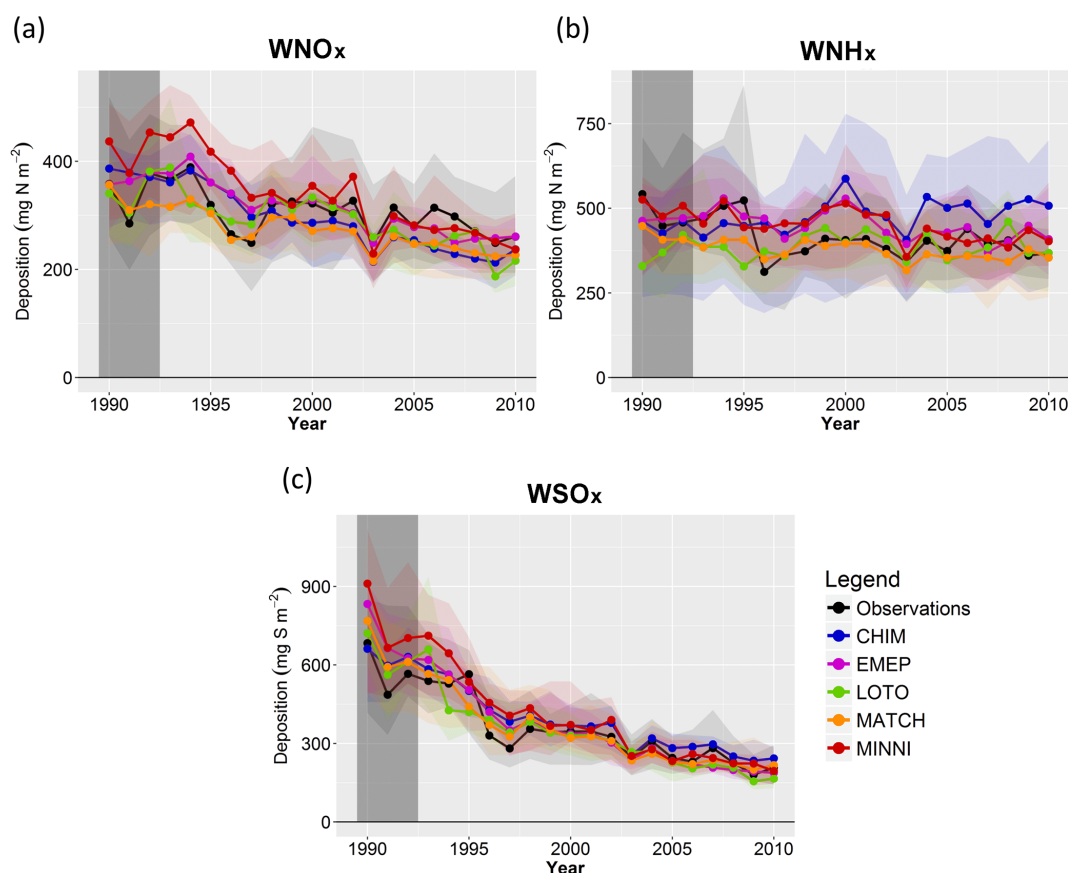 (a)
WNOx
Deposition (mg N m⁻²)
400
200
0
1990 1995 2000 2005 2010
Year
(b)
WNHx
Deposition (mg N m⁻²)
750
500
250
0
1990 1995 2000 2005 2010
Year
(c)
WSOx
Deposition (mg S m⁻²)
900
600
300
0
1990 1995 2000 2005 2010
Year
Legend
Observations
CHIM
EMEP
LOTO
MATCH
MINNI